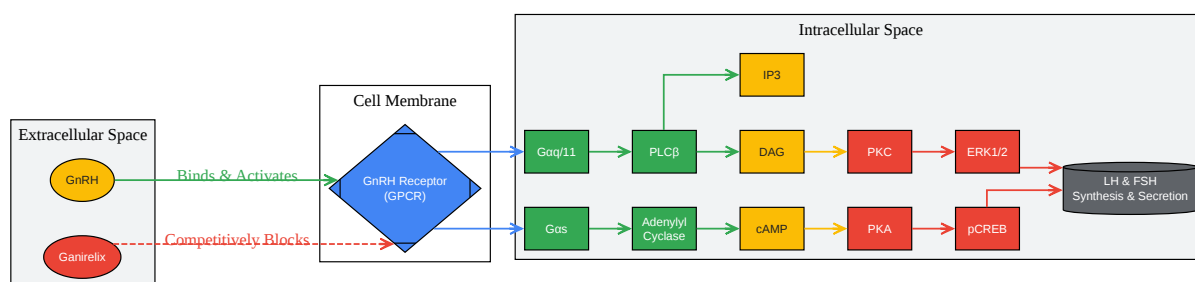 Intracellular Space
Cell Membrane
Extracellular Space
GnRH
Binds & Activates
GnRH Receptor
(GPCR)
Ganirelix
Competitively Blocks
IP3
Gαq/11
PLCβ
DAG
PKC
ERK1/2
LH & FSH
Synthesis & Secretion
Gαs
Adenylyl
Cyclase
cAMP
PKA
pCREB